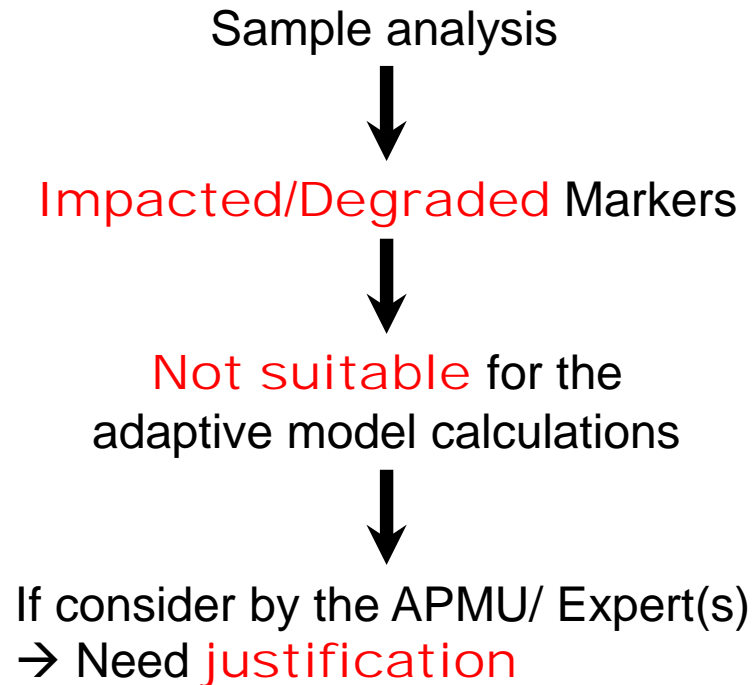 Sample analysis
Impacted/Degraded Markers
Not suitable for the
adaptive model calculations
If consider by the APMU/ Expert(s)
→ Need justification